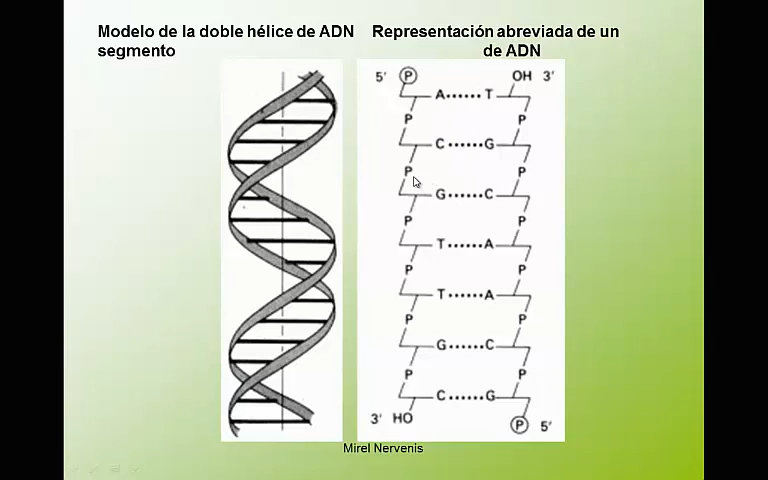 Modelo de la doble hélice de ADN Representación abreviada de un
segmento de ADN
5' P OH 3'
A••••••T
P P
C••••••G
P P
G••••••C
P P
T••••••A
P P
T••••••A
P P
G••••••C
P P
C••••••G
3' HO P 5'
Mirel Nervenis